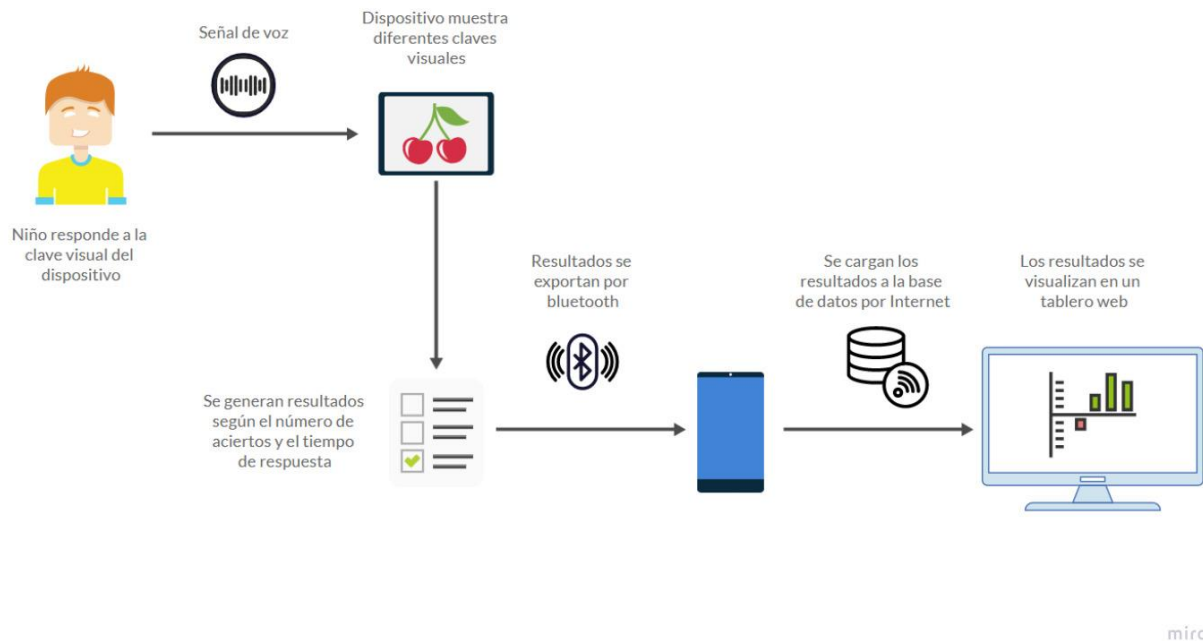 Señal de voz
Dispositivo muestra
diferentes claves
visuales
Niño responde a la
clave visual del
dispositivo
Se generan resultados
según el número de
aciertos y el tiempo
de respuesta
Resultados se
exportan por
bluetooth
Se cargan los
resultados a la base
de datos por Internet
Los resultados se
visualizan en un
tablero web
miro